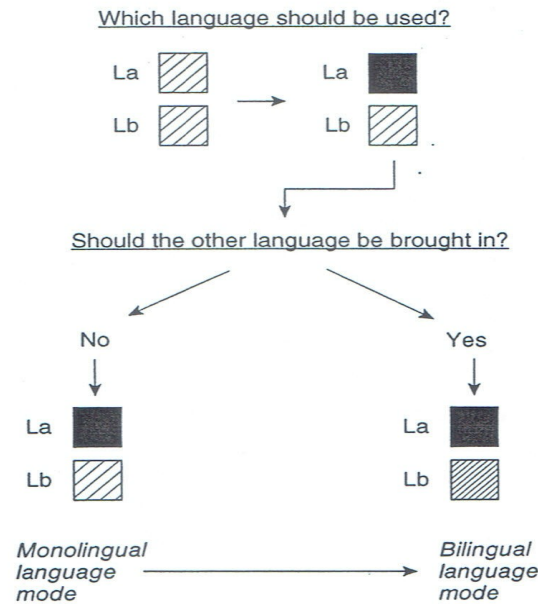 Which language should be used?
La La
Lb Lb
Should the other language be brought in?
No Yes
La La
Lb Lb
Monolingual Bilingual
language language
mode mode